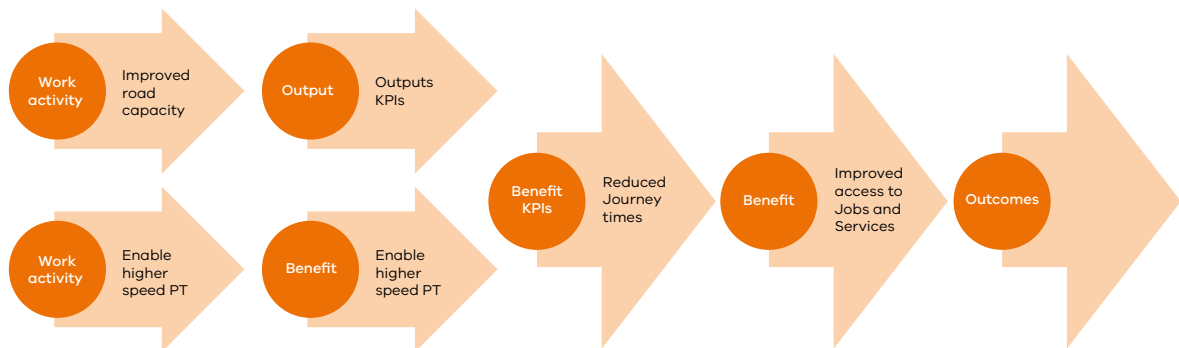 Work
activity
Improved
road
capacity
Output
Outputs
KPIs
Work
activity
Enable
higher
speed PT
Benefit
Enable
higher
speed PT
Benefit
KPIs
Reduced
Journey
times
Benefit
Improved
access to
Jobs and
Services
Outcomes